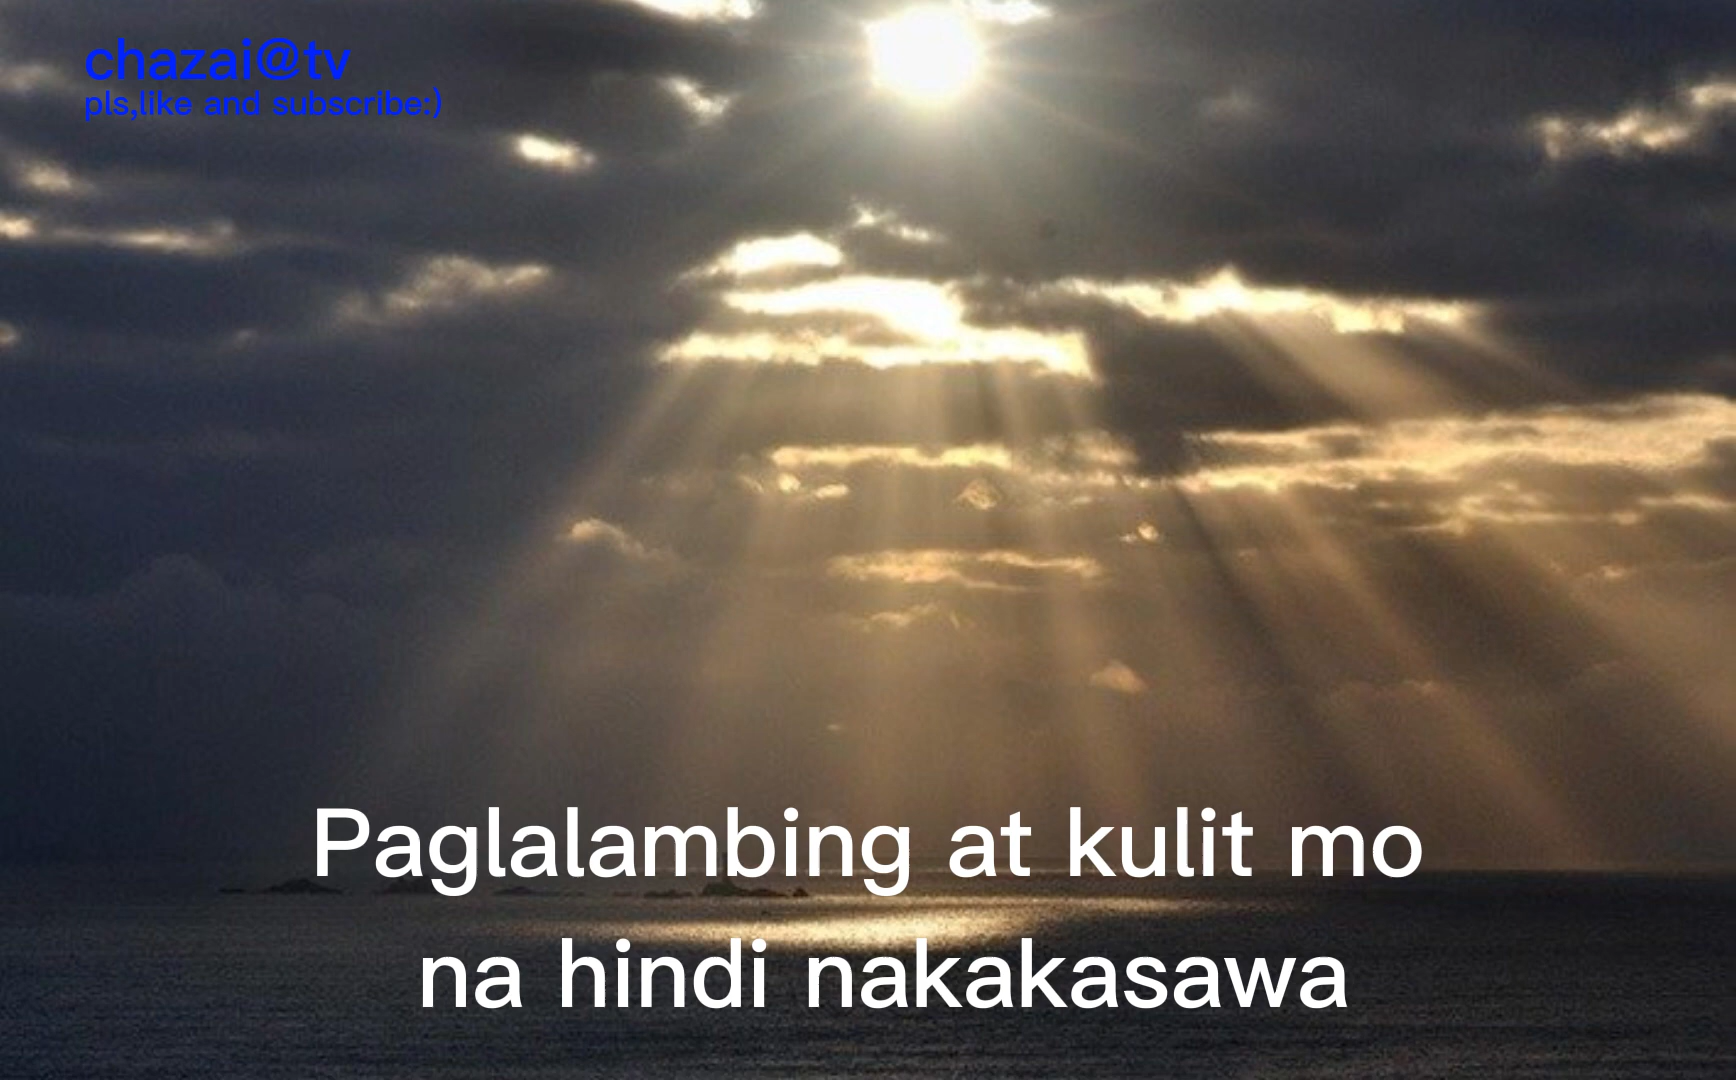 chazai@tv
pls,like and subscribe:)
Paglalambing at kulit mo
na hindi nakakasawa